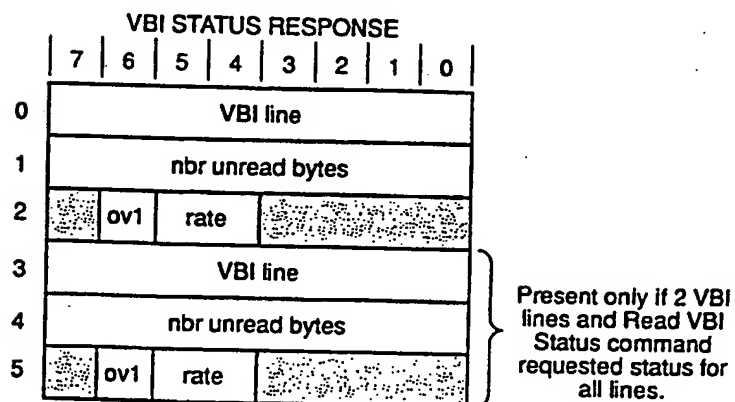 VBI STATUS RESPONSE
7 6 5 4 3 2 1 0
0 VBI line
1 nbr unread bytes
2 ov1 rate
3 VBI line
4 nbr unread bytes
5 ov1 rate
Present only if 2 VBI
lines and Read VBI
Status command
requested status for
all lines.